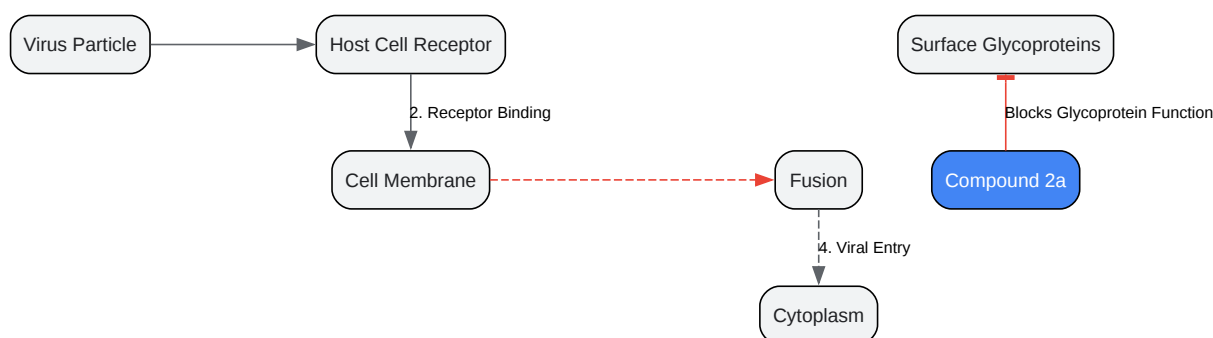 Virus Particle
Host Cell Receptor
Surface Glycoproteins
2. Receptor Binding
Blocks Glycoprotein Function
Cell Membrane
Fusion
Compound 2a
4. Viral Entry
Cytoplasm